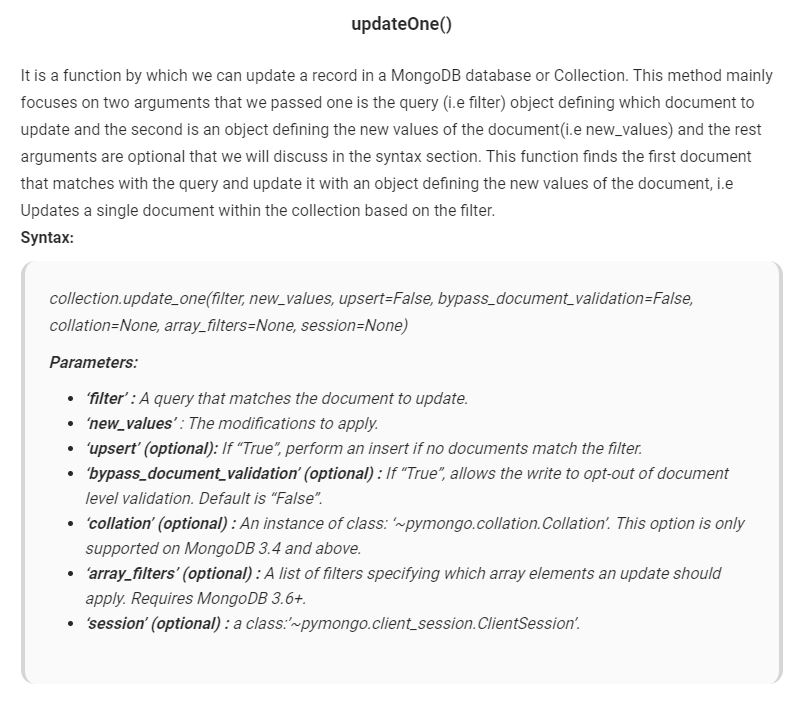 updateOne()
It is a function by which we can update a record in a MongoDB database or Collection. This method mainly
focuses on two arguments that we passed one is the query (i.e filter) object defining which document to
update and the second is an object defining the new values of the document(i.e new_values) and the rest
arguments are optional that we will discuss in the syntax section. This function finds the first document
that matches with the query and update it with an object defining the new values of the document, i.e
Updates a single document within the collection based on the filter.
Syntax:
collection.update_one(filter, new_values, upsert=False, bypass_document_validation=False,
collation=None, array_filters=None, session=None)
Parameters:
• ‘filter’ : A query that matches the document to update.
• ‘new_values’ : The modifications to apply.
• ‘upsert’ (optional): If “True”, perform an insert if no documents match the filter.
• ‘bypass_document_validation’ (optional) : If “True”, allows the write to opt-out of document
level validation. Default is “False”.
• ‘collation’ (optional) : An instance of class: ‘~pymongo.collation.Collation’. This option is only
supported on MongoDB 3.4 and above.
• ‘array_filters’ (optional) : A list of filters specifying which array elements an update should
apply. Requires MongoDB 3.6+.
• ‘session’ (optional) : a class:’~pymongo.client_session.ClientSession’.